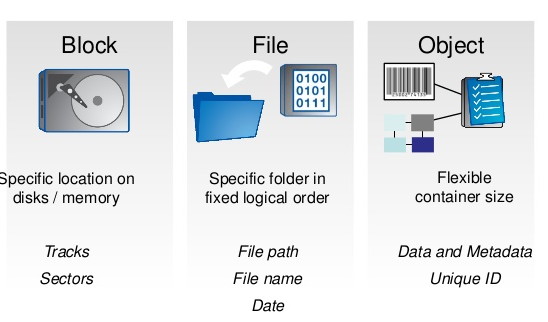 Block
File
Object
0100
0101
0111
Specific location on
disks / memory
Specific folder in
fixed logical order
Flexible
container size
Tracks
Sectors
File path
File name
Date
Data and Metadata
Unique ID